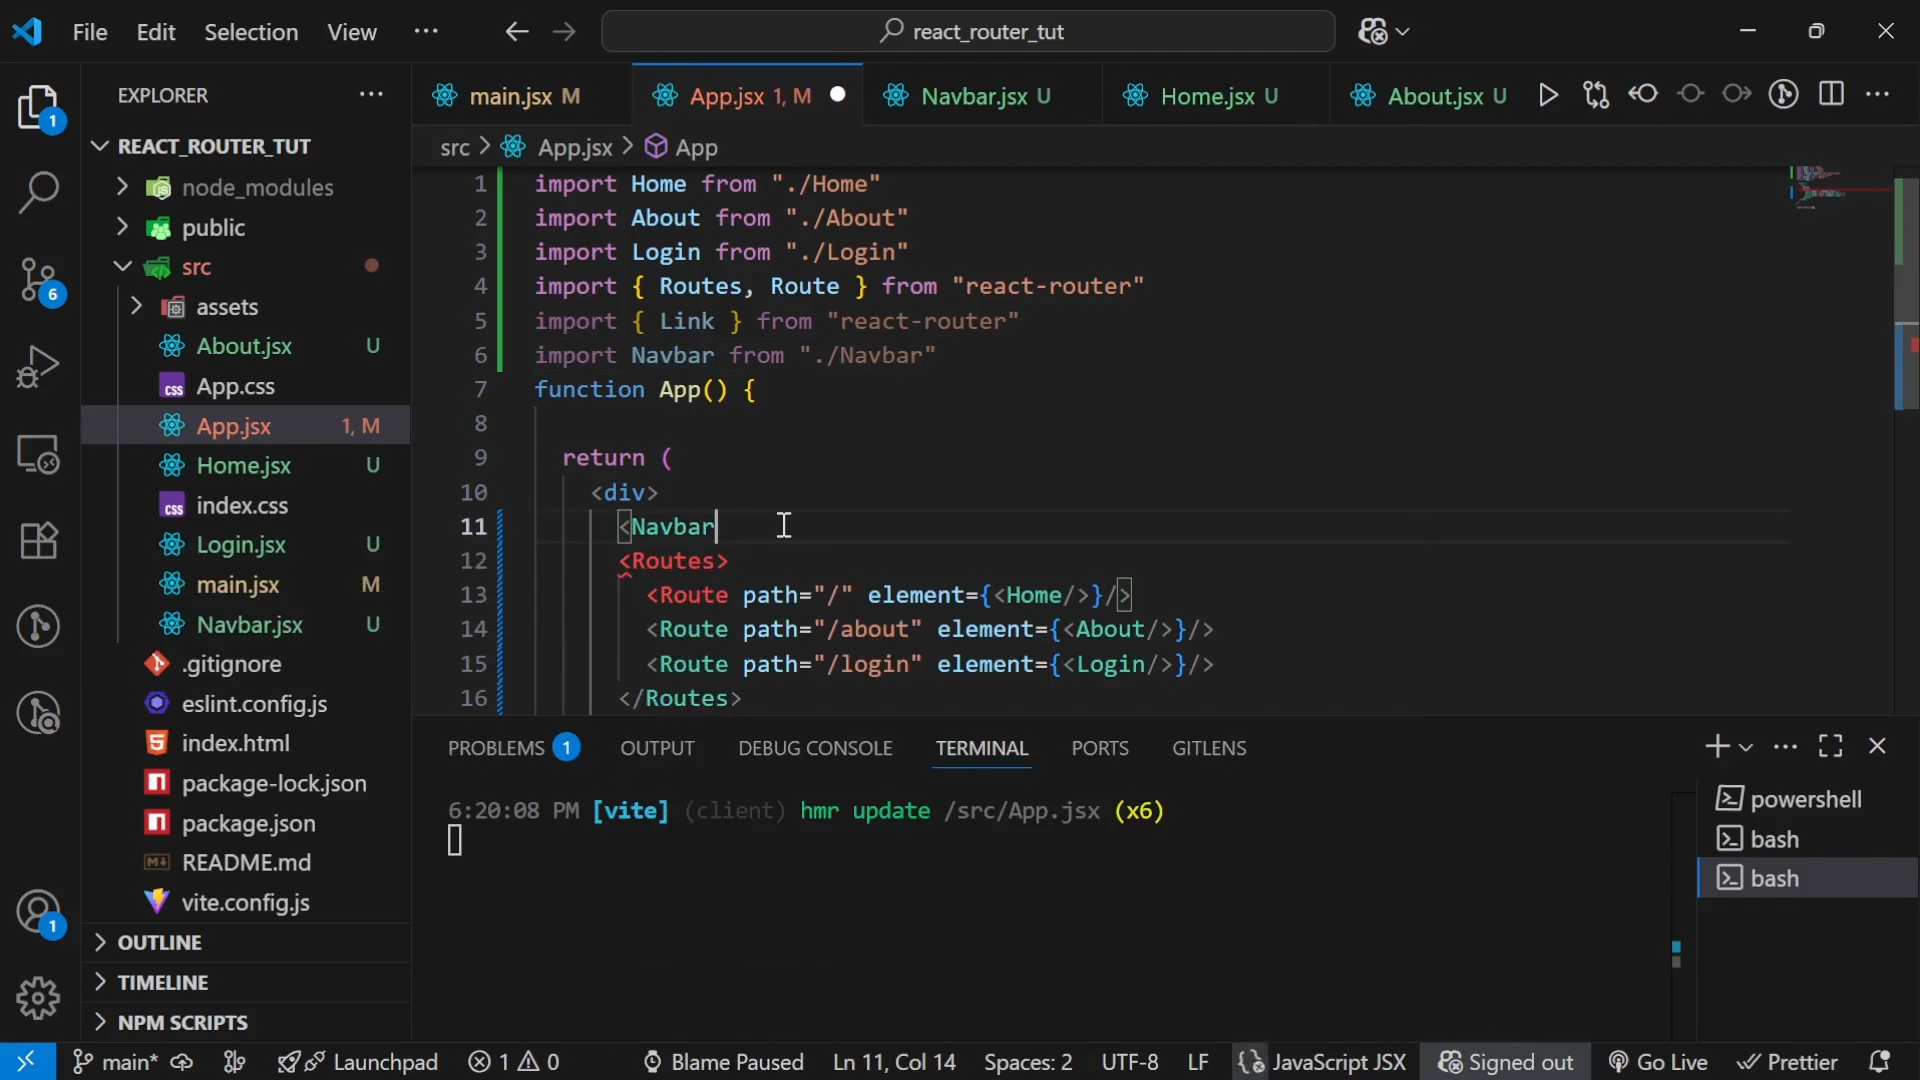 File Edit Selection View ···
react_router_tut
EXPLORER ···
main.jsx M
App.jsx 1, M
Navbar.jsx U
Home.jsx U
About.jsx U
src > App.jsx > App
1
REACT_ROUTER_TUT
node_modules
public
src
assets
About.jsx U
App.css
App.jsx 1, M
Home.jsx U
index.css
Login.jsx U
main.jsx M
Navbar.jsx U
.gitignore
eslint.config.js
index.html
package-lock.json
package.json
README.md
vite.config.js
OUTLINE
TIMELINE
NPM SCRIPTS
6
1
1 import Home from "./Home"
2 import About from "./About"
3 import Login from "./Login"
4 import { Routes, Route } from "react-router"
5 import { Link } from "react-router"
6 import Navbar from "./Navbar"
7 function App() {
8
9 return (
10 <div>
11 <Navbar
12 <Routes>
13 <Route path="/" element={<Home/>}/>
14 <Route path="/about" element={<About/>}/>
15 <Route path="/login" element={<Login/>}/>
16 </Routes>
PROBLEMS 1 OUTPUT DEBUG CONSOLE TERMINAL PORTS GITLENS
6:20:08 PM [vite] (client) hmr update /src/App.jsx (x6)
powershell
bash
bash
main* Launchpad 1 0 Blame Paused Ln 11, Col 14 Spaces: 2 UTF-8 LF JavaScript JSX Signed out Go Live Prettier